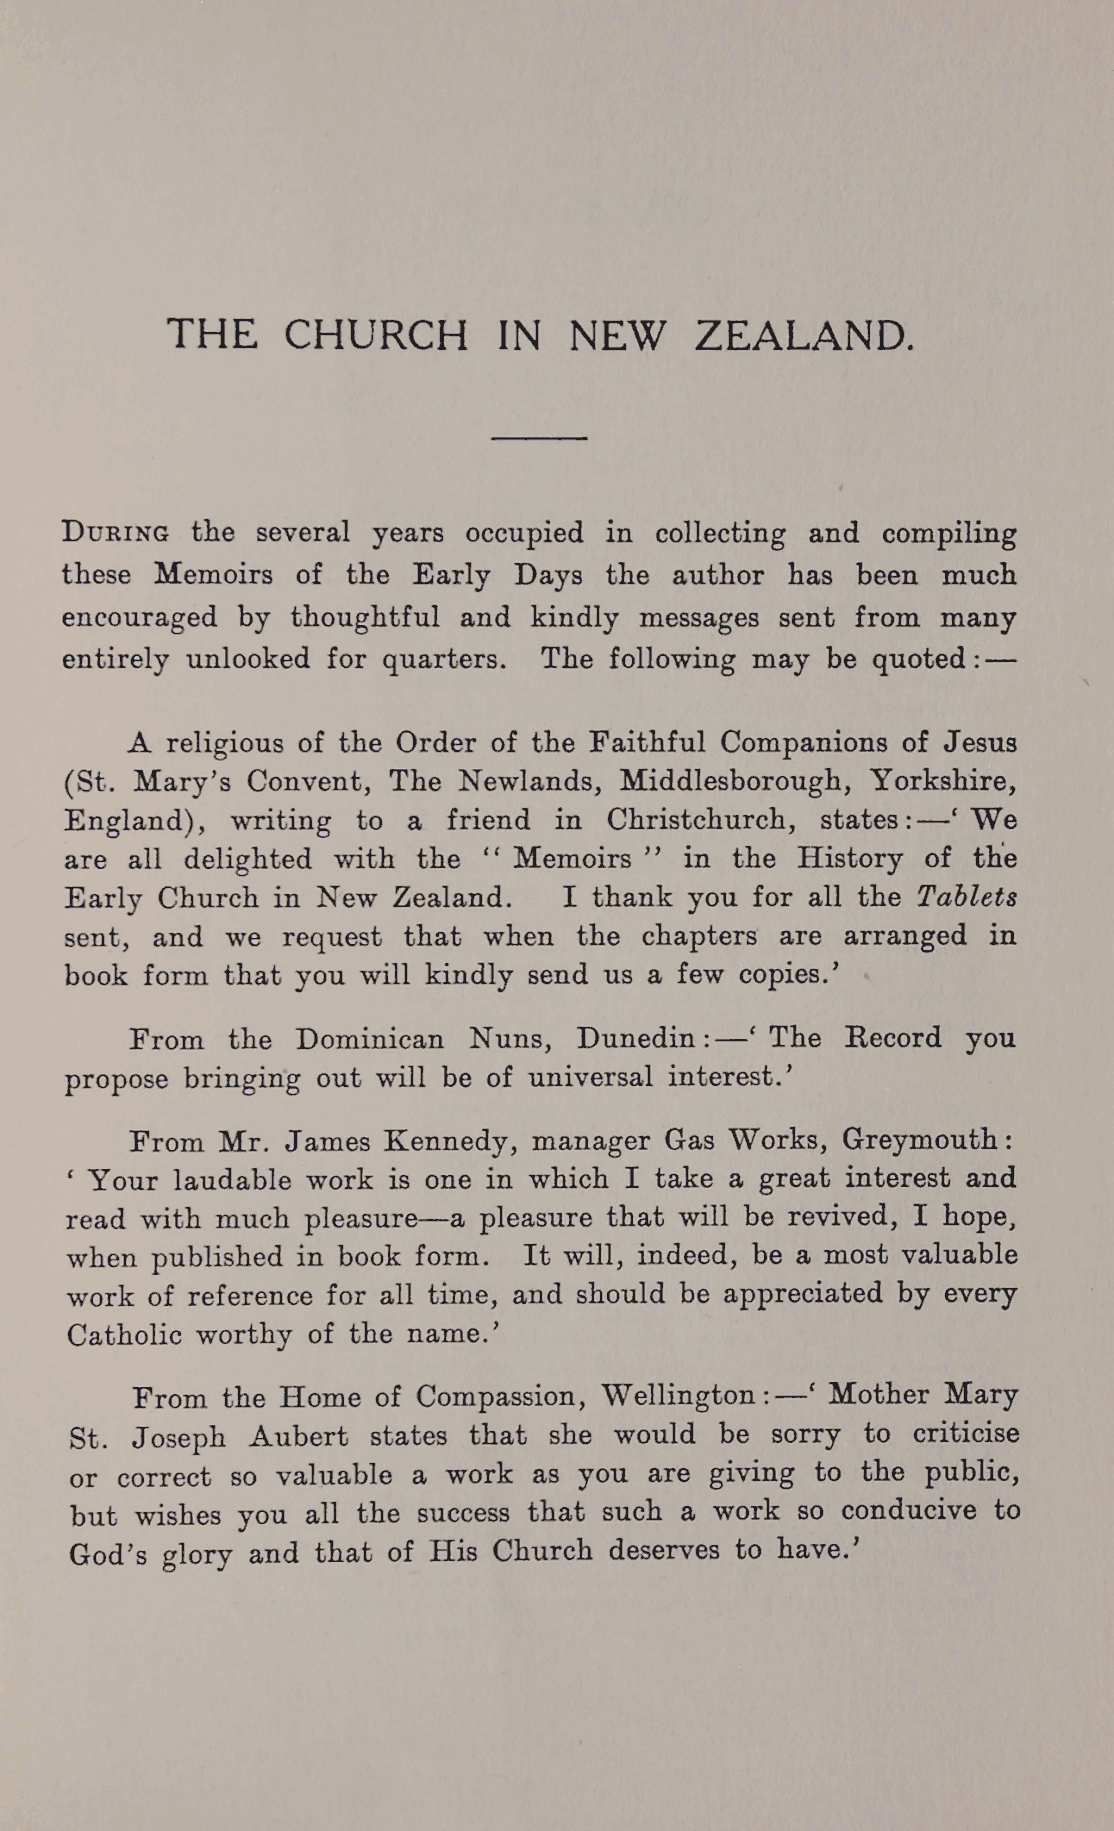 THE CHURCH IN NEW ZEALAND.
DURING the several years occupied in collecting and compiling
these Memoirs of the Early Days the author has been much
encouraged by thoughtful and kindly messages sent from many
entirely unlooked for quarters. The following may be quoted:—
A religious of the Order of the Faithful Companions of Jesus
(St. Mary's Convent, The Newlands, Middlesborough, Yorkshire,
England), writing to a friend in Christchurch, states:—‘ We
are all delighted with the “ Memoirs ” in the History of the
Early Church in New Zealand. I thank you for all the Tablets
sent, and we request that when the chapters are arranged in
book form that you will kindly send us a few copies.’
From the Dominican Nuns, Dunedin:—‘ The Record you
propose bringing out will be of universal interest.’
From Mr. James Kennedy, manager Gas Works, Greymouth:
‘ Your laudable work is one in which I take a great interest and
read with much pleasure—a pleasure that will be revived, I hope,
when published in book form. It will, indeed, be a most valuable
work of reference for all time, and should be appreciated by every
Catholic worthy of the name.’
From the Home of Compassion, Wellington:—‘ Mother Mary
St. Joseph Aubert states that she would be sorry to criticise
or correct so valuable a work as you are giving to the public,
but wishes you all the success that such a work so conducive to
God's glory and that of His Church deserves to have.’